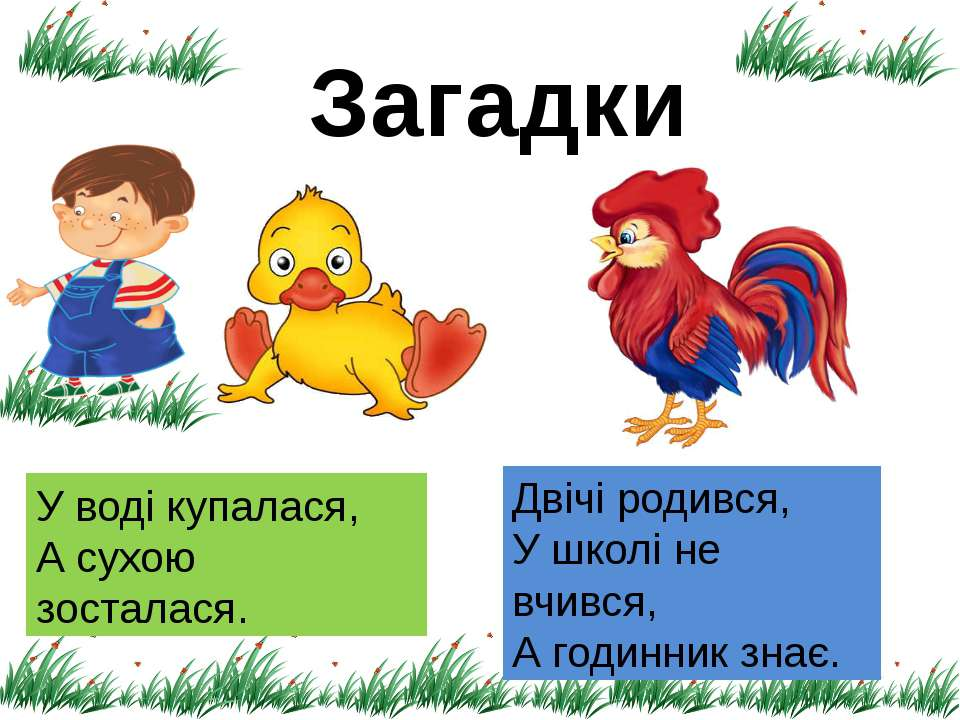 Загадки
У воді купалася,
А сухою
зосталася.
Двічі родився,
У школі не
вчився,
А годинник знає.